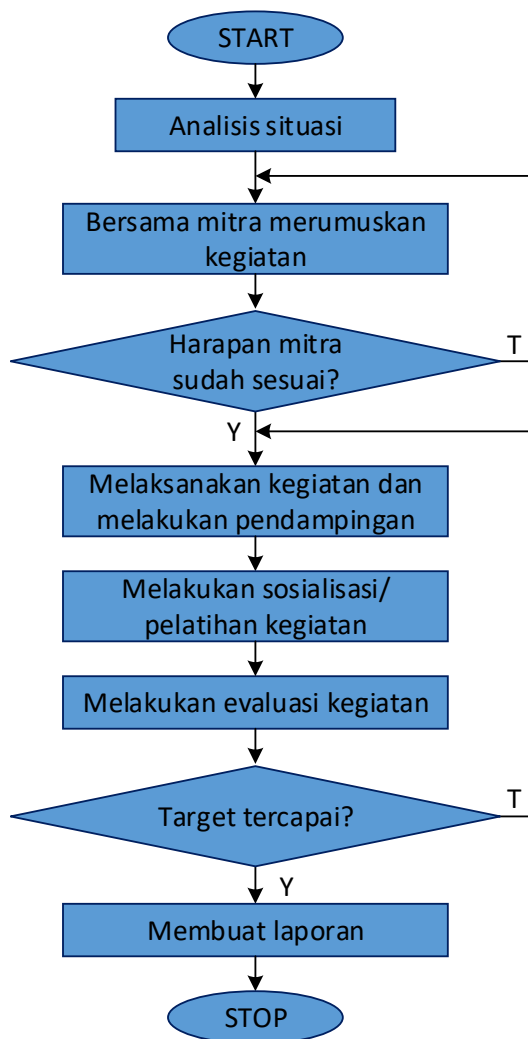 START
Analisis situasi
Bersama mitra merumuskan
kegiatan
Harapan mitra
sudah sesuai?
T
Y
Melaksanakan kegiatan dan
melakukan pendampingan
Melakukan sosialisasi/
pelatihan kegiatan
Melakukan evaluasi kegiatan
Target tercapai?
T
Y
Membuat laporan
STOP